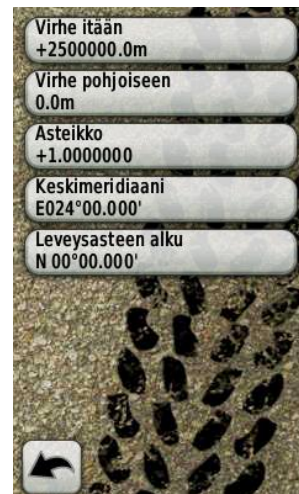 Virhe itään
+2500000.0m
Virhe pohjoiseen
0.0m
Asteikko
+1.0000000
Keskimeridiaani
E024°00.000'
Leveysasteen alku
N 00°00.000'